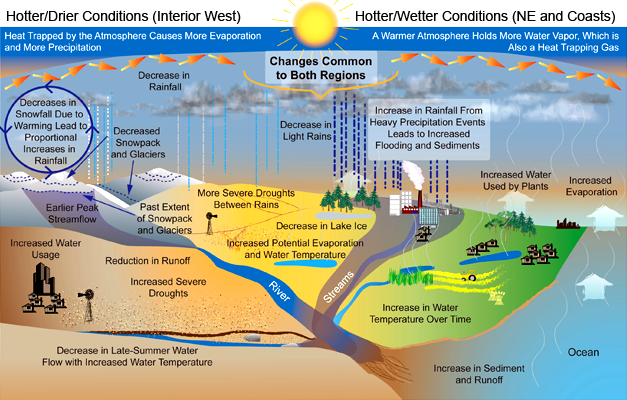 Hotter/Drier Conditions (Interior West)
Hotter/Wetter Conditions (NE and Coasts)
Heat Trapped by the Atmosphere Causes More Evaporation
and More Precipitation
A Warmer Atmosphere Holds More Water Vapor, Which is
Also a Heat Trapping Gas
Changes Common
to Both Regions
Decrease in
Rainfall
Decreases in
Snowfall Due to
Warming Lead to
Proportional
Increases in
Rainfall
Decreased
Snowpack
and Glaciers
Decrease in
Light Rains
Increase in Rainfall From
Heavy Precipitation Events
Leads to Increased
Flooding and Sediments
Increased Water
Used by Plants
Increased
Evaporation
More Severe Droughts
Between Rains
Earlier Peak
Streamflow
Past Extent
of Snowpack
and Glaciers
Decrease in Lake Ice
Increased Water
Usage
Increased Potential Evaporation
and Water Temperature
Reduction in Runoff
Increased Severe
Droughts
River
Streams
Increase in Water
Temperature Over Time
Decrease in Late-Summer Water
Flow with Increased Water Temperature
Ocean
Increase in Sediment
and Runoff